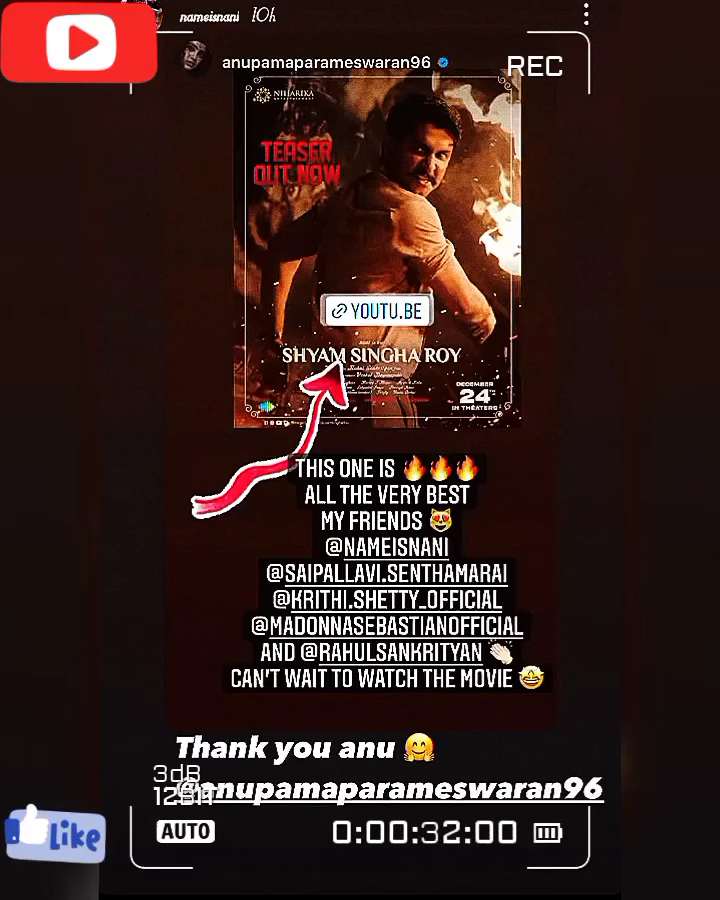 nameisnani 10h
anupamaparameswaran96
REC
NIHARIKA
ENTERTAINMENT
TEASER
OUT NOW
YOUTU.BE
SHYAM SINGHA ROY
DECEMBER
24TH
IN THEATERS
THIS ONE IS 🔥🔥🔥
ALL THE VERY BEST
MY FRIENDS 😻
@NAMEISNANI
@SAIPALLAVI.SENTHAMARAI
@KRITHI.SHETTY_OFFICIAL
@MADONNASEBASTIANOFFICIAL
AND @RAHULSANKRITYAN 👏🏻
CAN'T WAIT TO WATCH THE MOVIE 🤩
Thank you anu 🤗
3dB
@anupamaparameswaran96
Like
AUTO
0:00:32:00